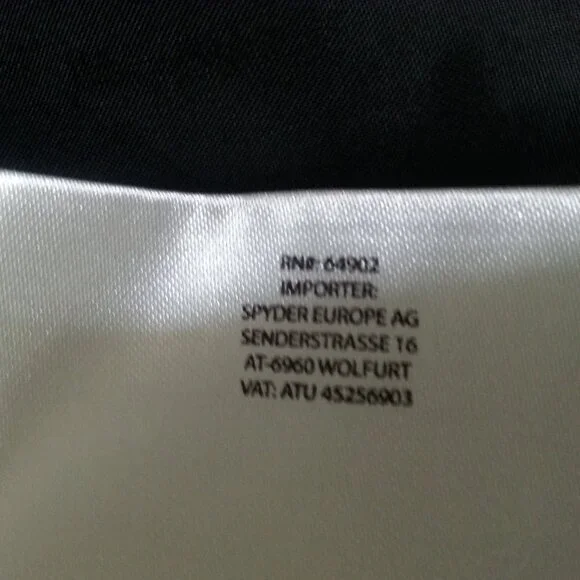 RN#: 64902
IMPORTER:
SPYDER EUROPE AG
SENDERSTRASSE 16
AT-6960 WOLFURT
VAT: ATU 45256903